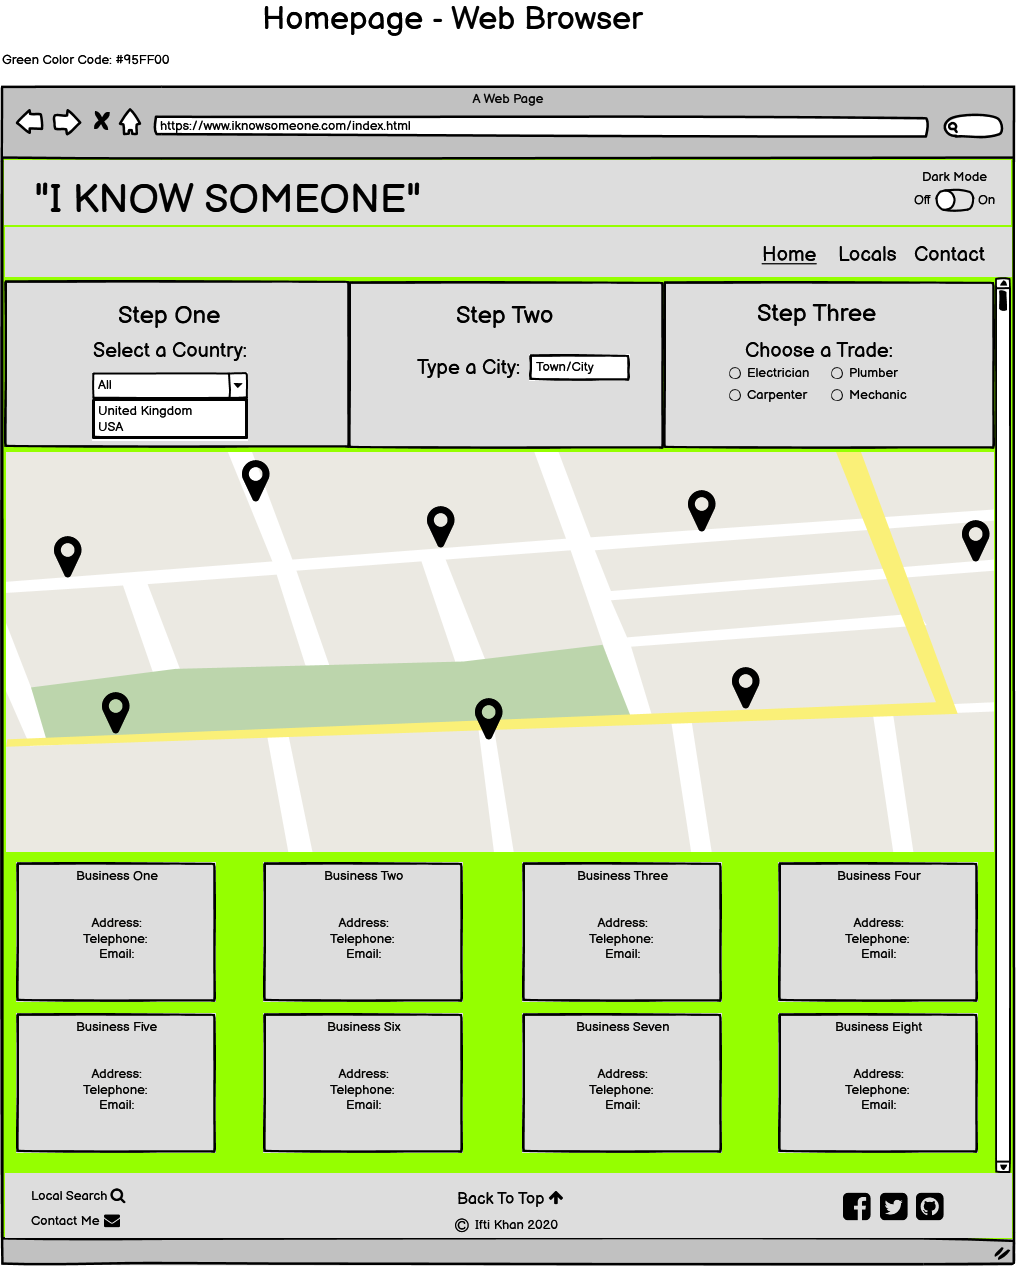 Homepage - Web Browser
Green Color Code: #95FF00
A Web Page
https://www.iknowsomeone.com/index.html
"I KNOW SOMEONE"
Dark Mode
Off On
Home Locals Contact
Step One
Select a Country:
All
United Kingdom
USA
Step Two
Type a City: Town/City
Step Three
Choose a Trade:
Electrician Plumber
Carpenter Mechanic
Business One
Address:
Telephone:
Email:
Business Two
Address:
Telephone:
Email:
Business Three
Address:
Telephone:
Email:
Business Four
Address:
Telephone:
Email:
Business Five
Address:
Telephone:
Email:
Business Six
Address:
Telephone:
Email:
Business Seven
Address:
Telephone:
Email:
Business Eight
Address:
Telephone:
Email:
Local Search
Contact Me
Back To Top
© Ifti Khan 2020